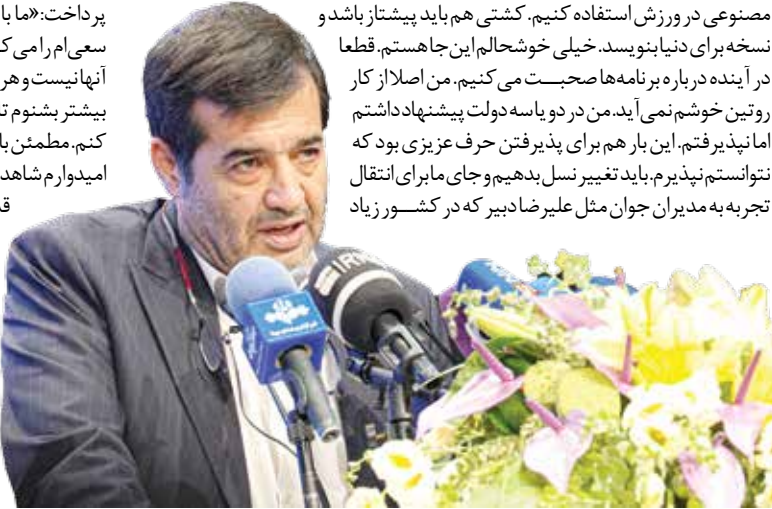 مصنوعی در ورزش استفاده کنیم. کشتی هم باید پیشتاز باشد و
نسخه برای دنیا بنویسد. خیلی خوشحالم این‌جا هستم. قطعا
در آینده درباره برنامه‌ها صحبت می‌کنیم. من اصلا از کار
روتین خوشم نمی‌آید. من در دو یا سه دولت پیشنهاد داشتم
اما نپذیرفتم. این بار هم برای پذیرفتن حرف عزیزی بود که
نتوانستم نپذیرم. باید تغییر نسل بدهیم و جای ما برای انتقال
تجربه به مدیران جوان مثل علیرضا دبیر که در کشور زیاد
پرداخت: «ما با
سعی‌ام را می‌ک
آنها نیست و هر
بیشتر بشنوم تا
کنم. مطمئن با
امیدوارم شاهد